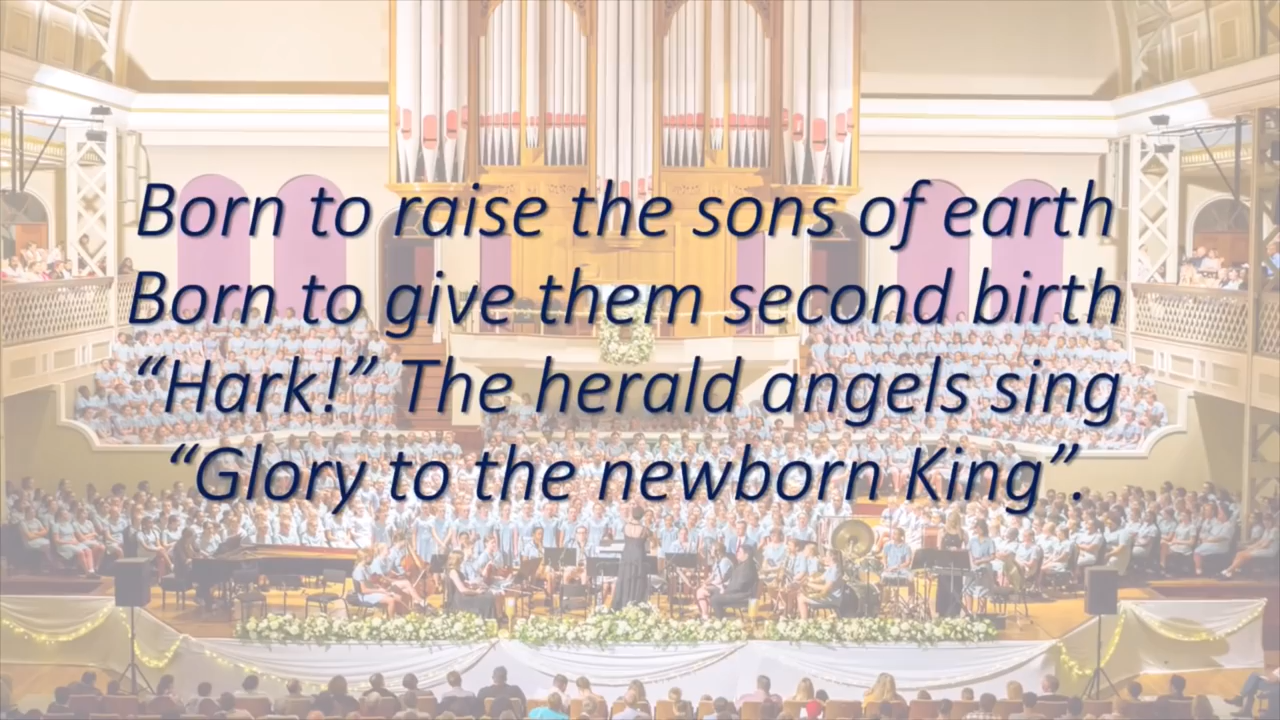 Born to raise the sons of earth
Born to give them second birth
“Hark!” The herald angels sing
“Glory to the newborn King”.